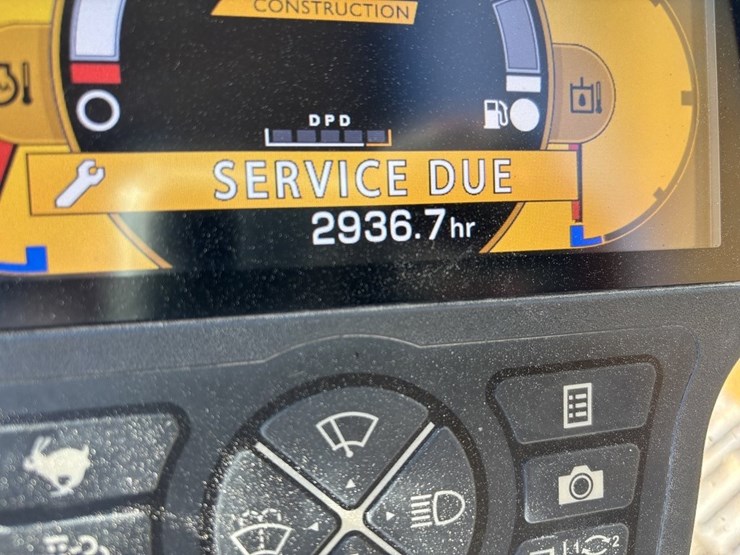 CONSTRUCTION
DPD
SERVICE DUE
2936.7hr